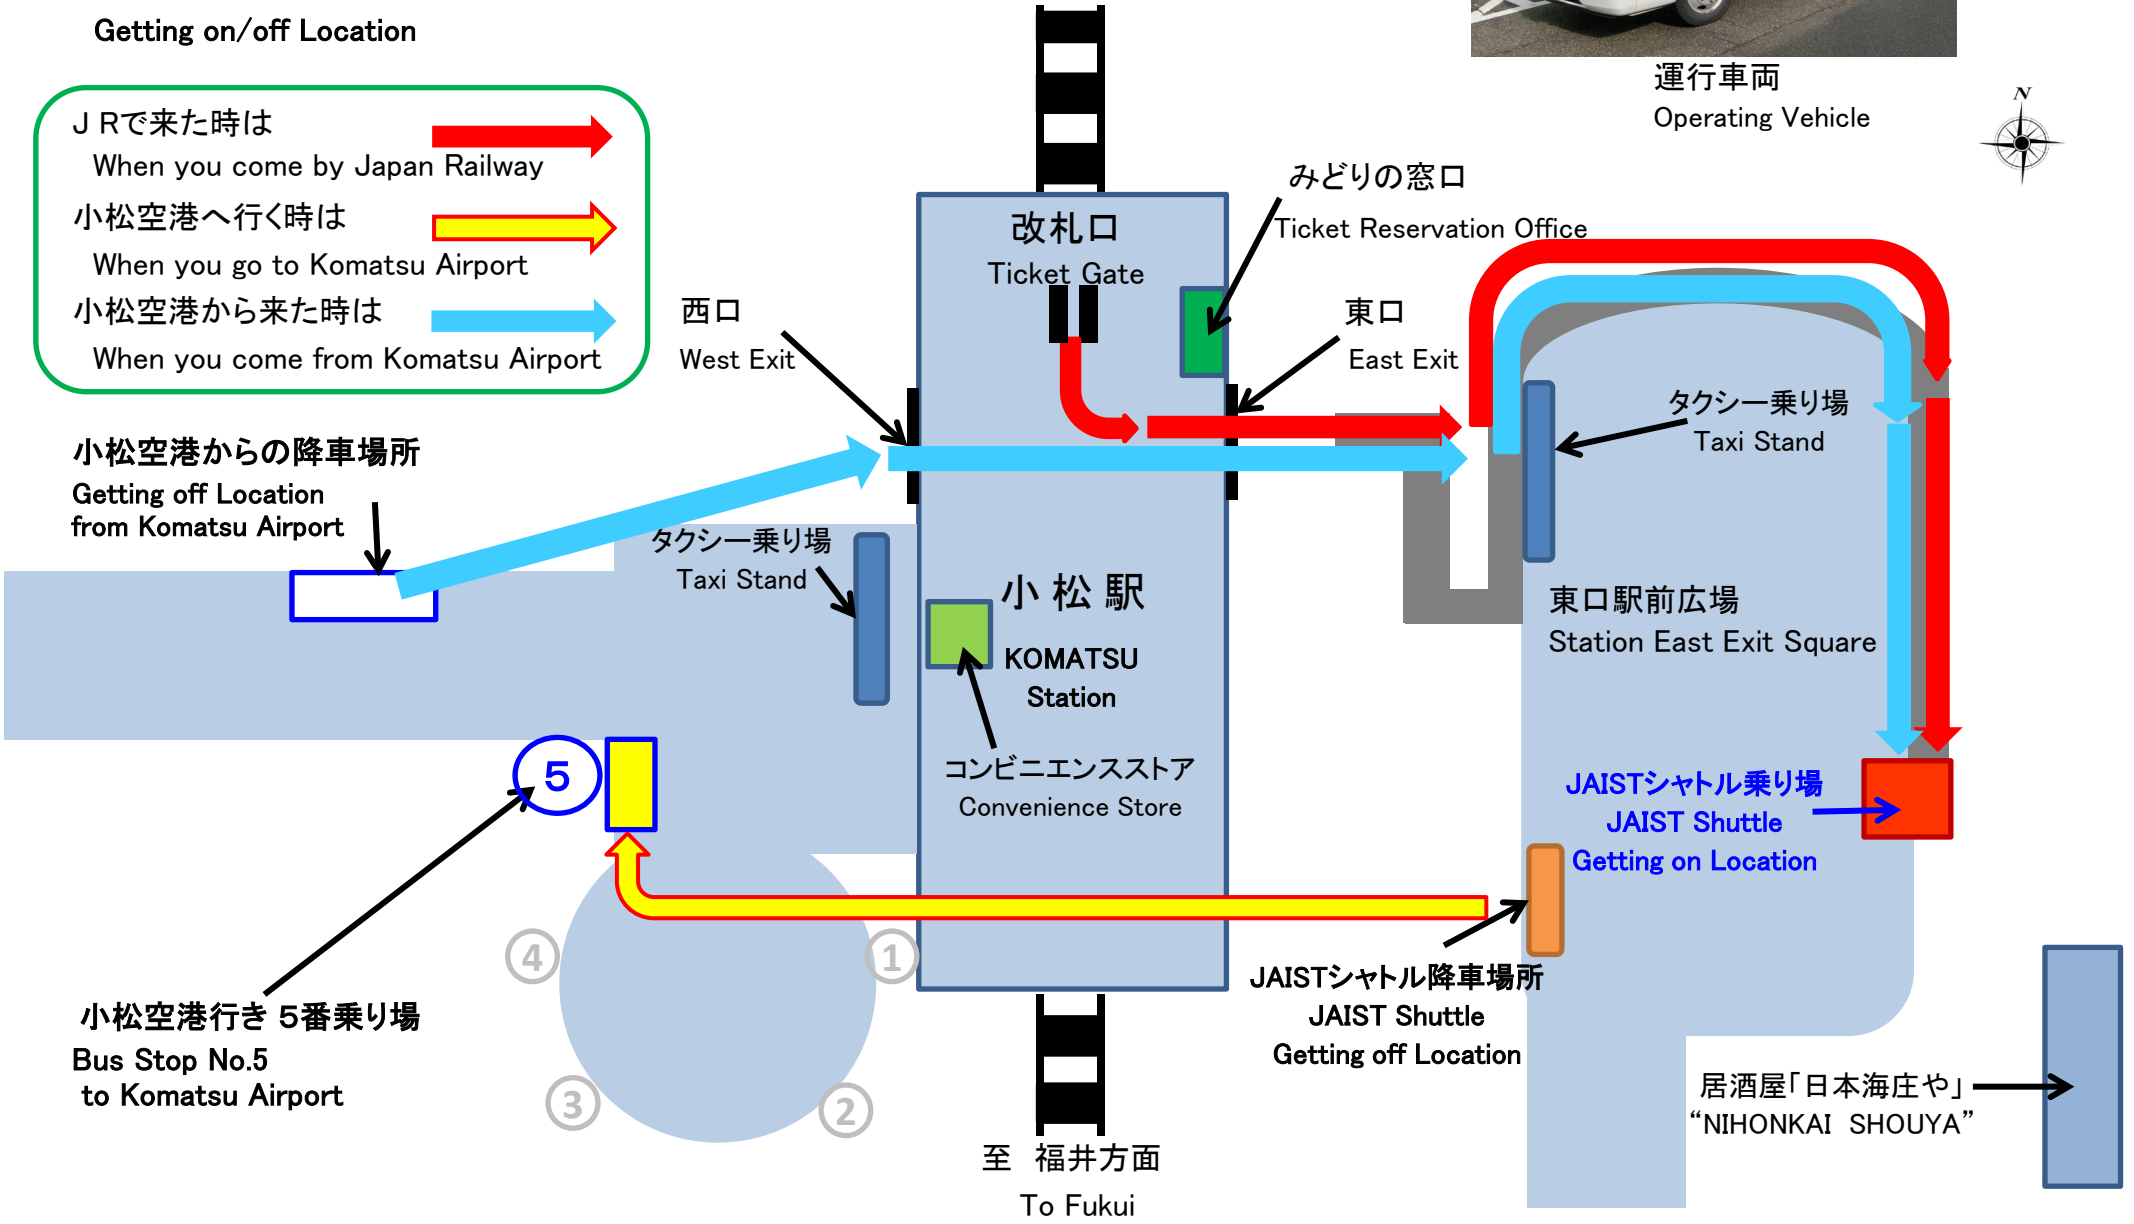 Getting on/off Location
ＪＲで来た時は
When you come by Japan Railway
小松空港へ行く時は
When you go to Komatsu Airport
小松空港から来た時は
When you come from Komatsu Airport
運行車両
Operating Vehicle
N
みどりの窓口
Ticket Reservation Office
改札口
Ticket Gate
西口
West Exit
東口
East Exit
タクシー乗り場
Taxi Stand
小松空港からの降車場所
Getting off Location
from Komatsu Airport
タクシー乗り場
Taxi Stand
小 松 駅
KOMATSU
Station
東口駅前広場
Station East Exit Square
5
コンビニエンスストア
Convenience Store
JAISTシャトル乗り場
JAIST Shuttle
Getting on Location
④
①
③
②
JAISTシャトル降車場所
JAIST Shuttle
Getting off Location
小松空港行き 5番乗り場
Bus Stop No.5
to Komatsu Airport
居酒屋「日本海庄や」
“NIHONKAI SHOUYA”
至　福井方面
To Fukui